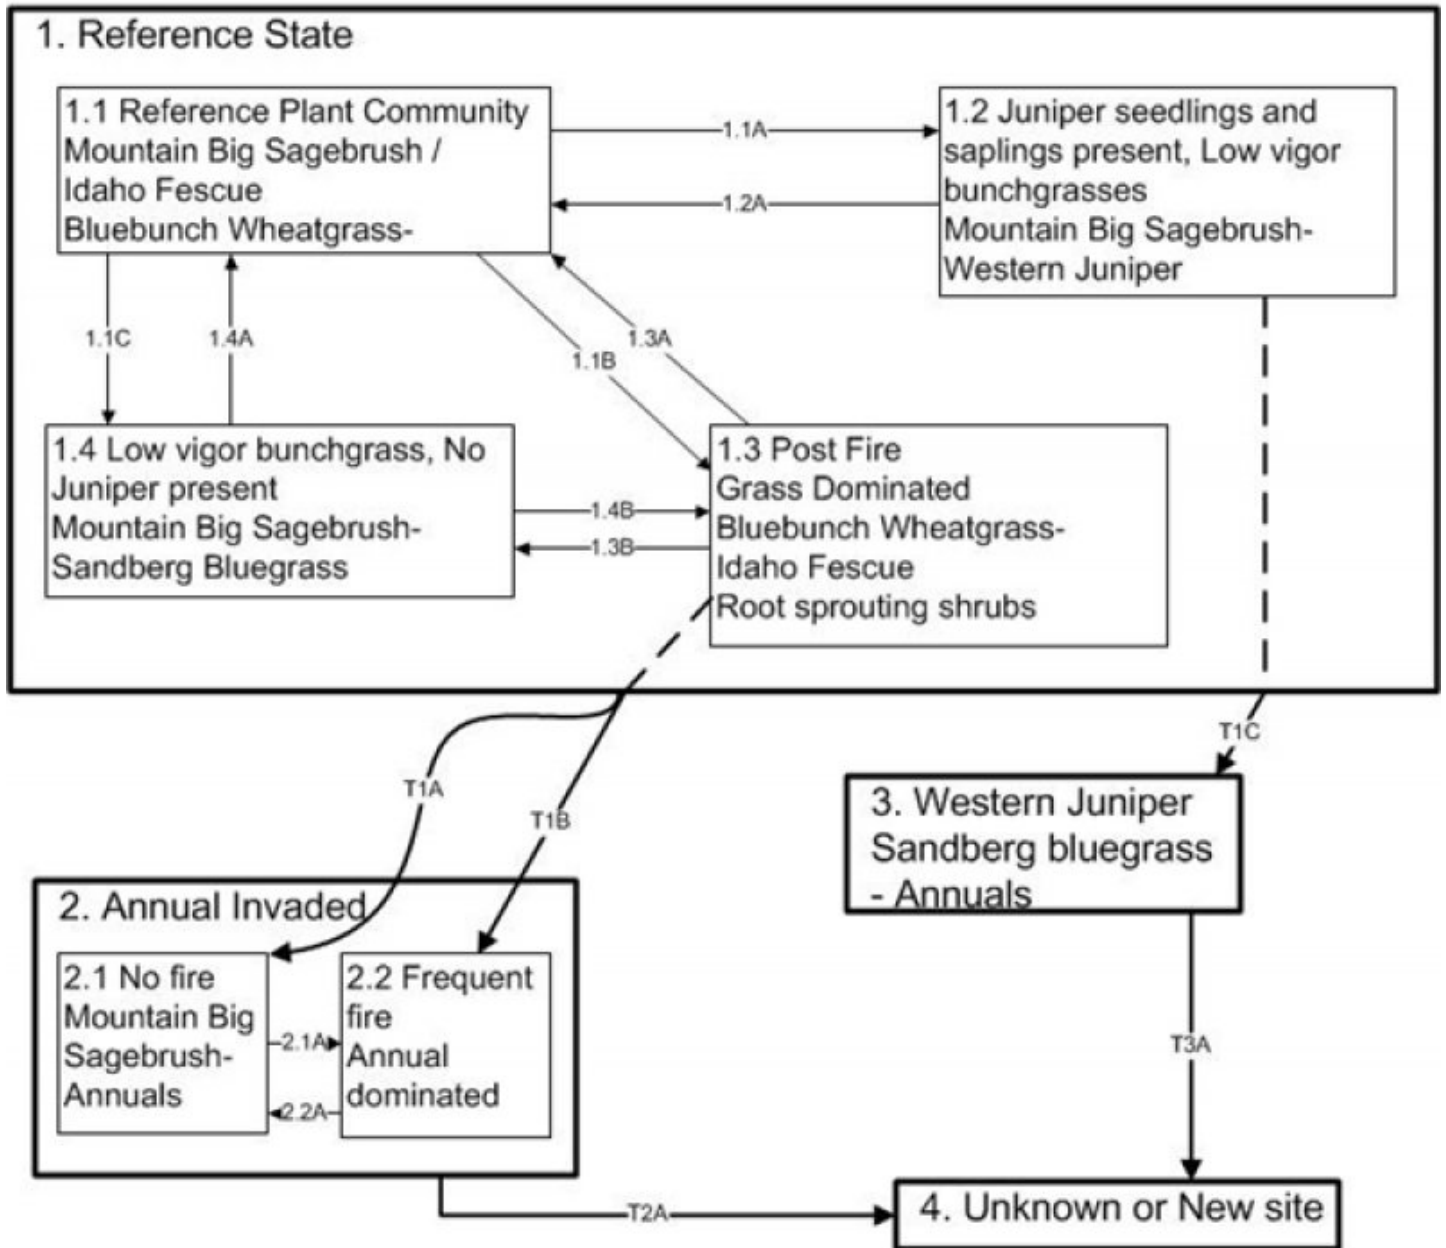 1. Reference State
1.1 Reference Plant Community
Mountain Big Sagebrush /
Idaho Fescue
Bluebunch Wheatgrass-
1.1A
1.2A
1.2 Juniper seedlings and
saplings present, Low vigor
bunchgrasses
Mountain Big Sagebrush-
Western Juniper
1.1C
1.4A
1.1B
1.3A
1.4 Low vigor bunchgrass, No
Juniper present
Mountain Big Sagebrush-
Sandberg Bluegrass
1.4B
1.3B
1.3 Post Fire
Grass Dominated
Bluebunch Wheatgrass-
Idaho Fescue
Root sprouting shrubs
T1A
T1B
T1C
2. Annual Invaded
2.1 No fire
Mountain Big
Sagebrush-
Annuals
2.1A
2.2A
2.2 Frequent
fire
Annual
dominated
3. Western Juniper
Sandberg bluegrass
- Annuals
T3A
T2A
4. Unknown or New site